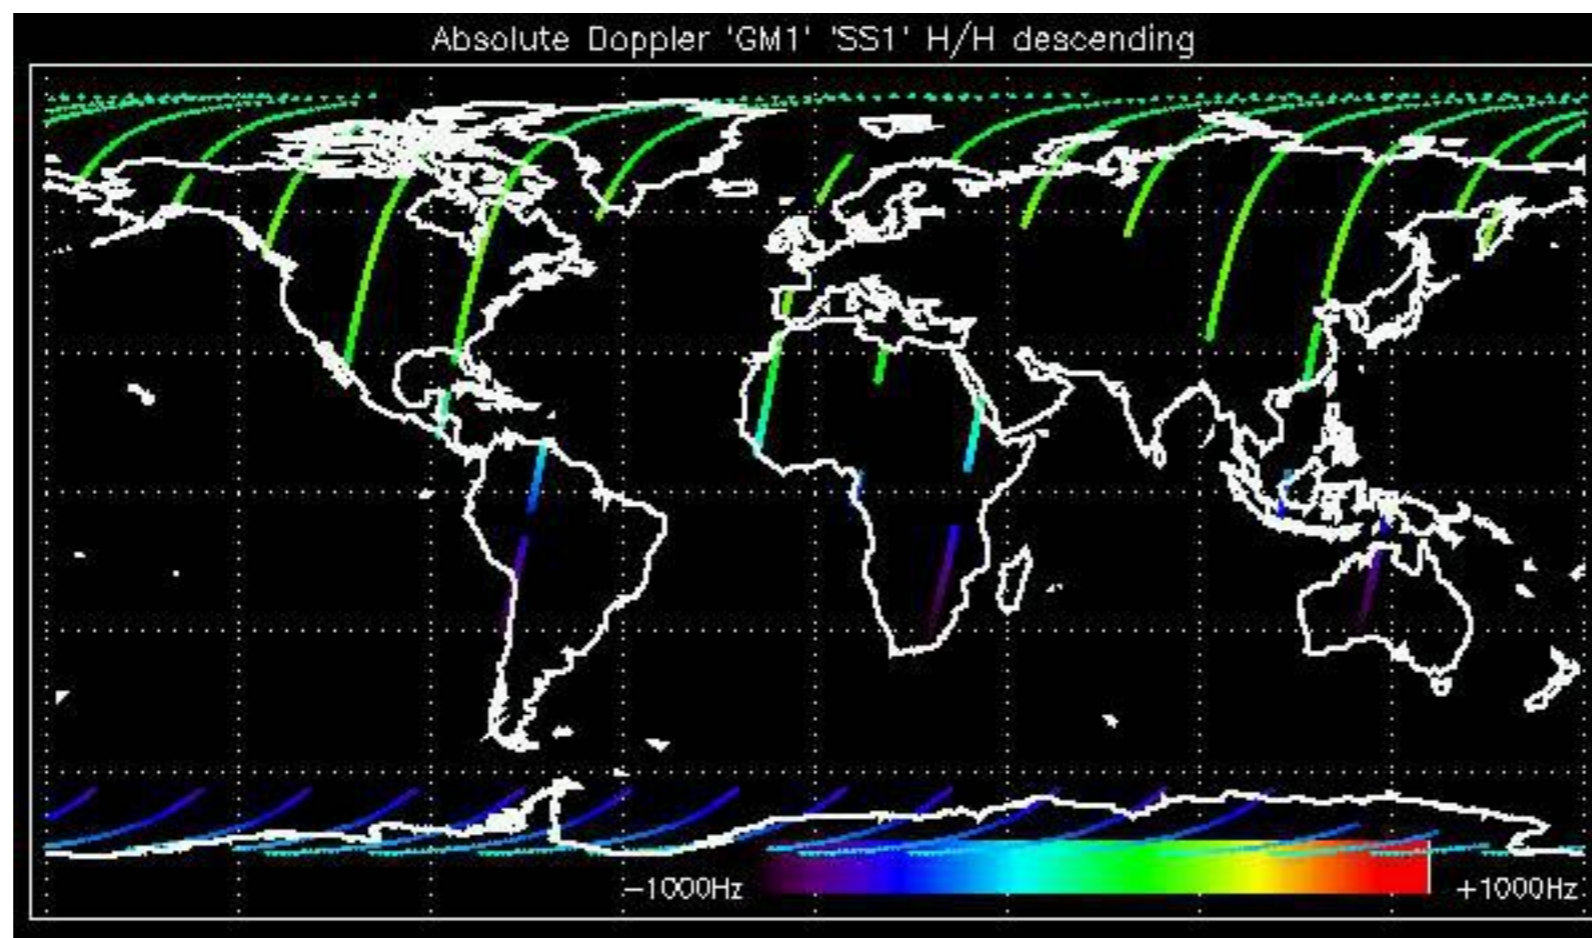 Absolute Doppler 'GM1' 'SS1' H/H descending
−1000Hz
+1000Hz